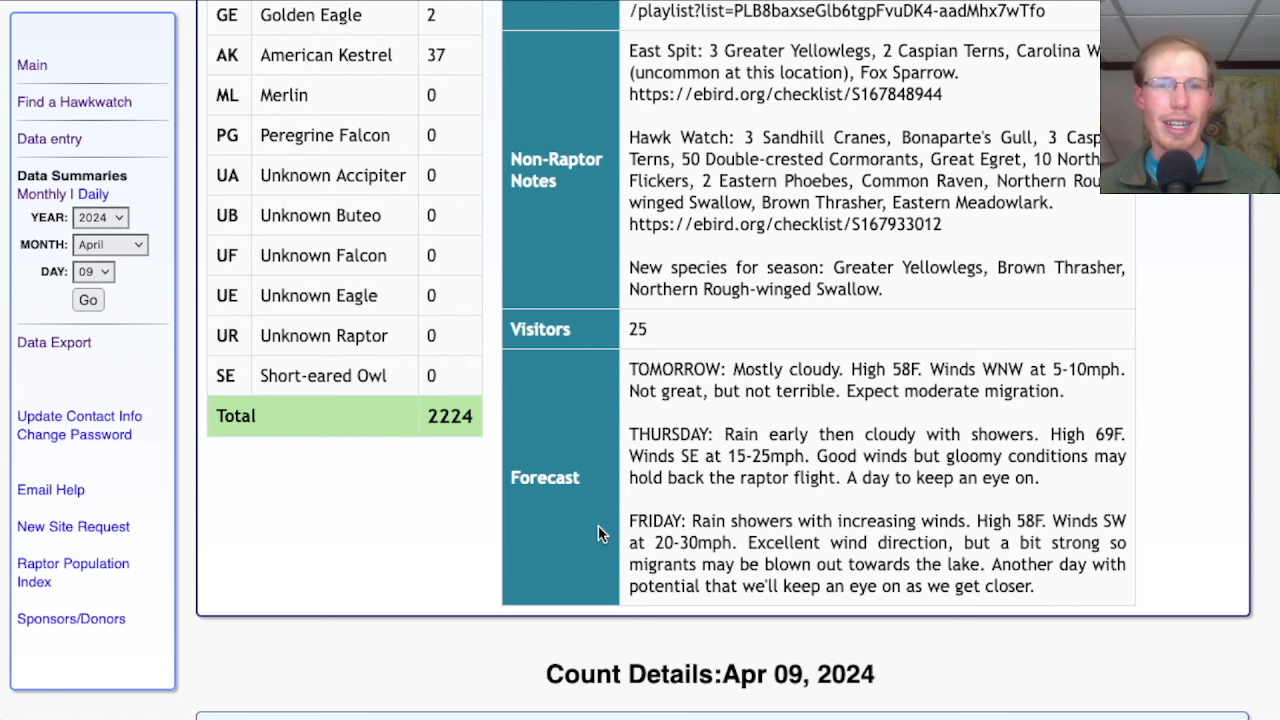 Main
Find a Hawkwatch
Data entry
Data Summaries
Monthly | Daily
YEAR: 2024
MONTH: April
DAY: 09
Go
Data Export
Update Contact Info
Change Password
Email Help
New Site Request
Raptor Population
Index
Sponsors/Donors
GE Golden Eagle 2
AK American Kestrel 37
ML Merlin 0
PG Peregrine Falcon 0
UA Unknown Accipiter 0
UB Unknown Buteo 0
UF Unknown Falcon 0
UE Unknown Eagle 0
UR Unknown Raptor 0
SE Short-eared Owl 0
Total 2224
/playlist?list=PLB8baxseGlb6tgpFvuDK4-aadMhx7wTfo
Non-Raptor
Notes
East Spit: 3 Greater Yellowlegs, 2 Caspian Terns, Carolina
(uncommon at this location), Fox Sparrow.
https://ebird.org/checklist/S167848944
Hawk Watch: 3 Sandhill Cranes, Bonaparte's Gull, 3
Terns, 50 Double-crested Cormorants, Great Egret, 10
Flickers, 2 Eastern Phoebes, Common Raven, Northern
winged Swallow, Brown Thrasher, Eastern Meadowlark.
https://ebird.org/checklist/S167933012
New species for season: Greater Yellowlegs, Brown Thrasher,
Northern Rough-winged Swallow.
Visitors 25
Forecast
TOMORROW: Mostly cloudy. High 58F. Winds WNW at 5-10mph.
Not great, but not terrible. Expect moderate migration.
THURSDAY: Rain early then cloudy with showers. High 69F.
Winds SE at 15-25mph. Good winds but gloomy conditions may
hold back the raptor flight. A day to keep an eye on.
FRIDAY: Rain showers with increasing winds. High 58F. Winds SW
at 20-30mph. Excellent wind direction, but a bit strong so
migrants may be blown out towards the lake. Another day with
potential that we'll keep an eye on as we get closer.
Count Details:Apr 09, 2024